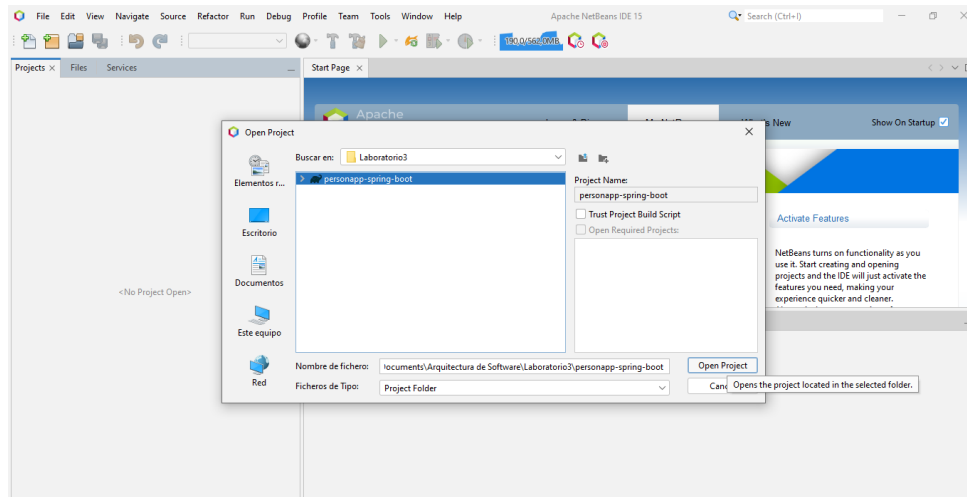 File Edit View Navigate Source Refactor Run Debug Profile Team Tools Window Help Apache NetBeans IDE 15 Search (Ctrl+I)
190,0/562,0MB
Projects Files Services Start Page
Apache
What's New Show On Startup
Open Project
Buscar en: Laboratorio3
Elementos r...
personapp-spring-boot
Project Name:
personapp-spring-boot
Trust Project Build Script
Open Required Projects:
Escritorio
Documentos
Este equipo
Red
Nombre de fichero: ocuments\Arquitectura de Software\Laboratorio3\personapp-spring-boot Open Project
Ficheros de Tipo: Project Folder
Opens the project located in the selected folder.
<No Project Open>
Activate Features
NetBeans turns on functionality as you
use it. Start creating and opening
projects and the IDE will just activate the
features you need, making your
experience quicker and cleaner.